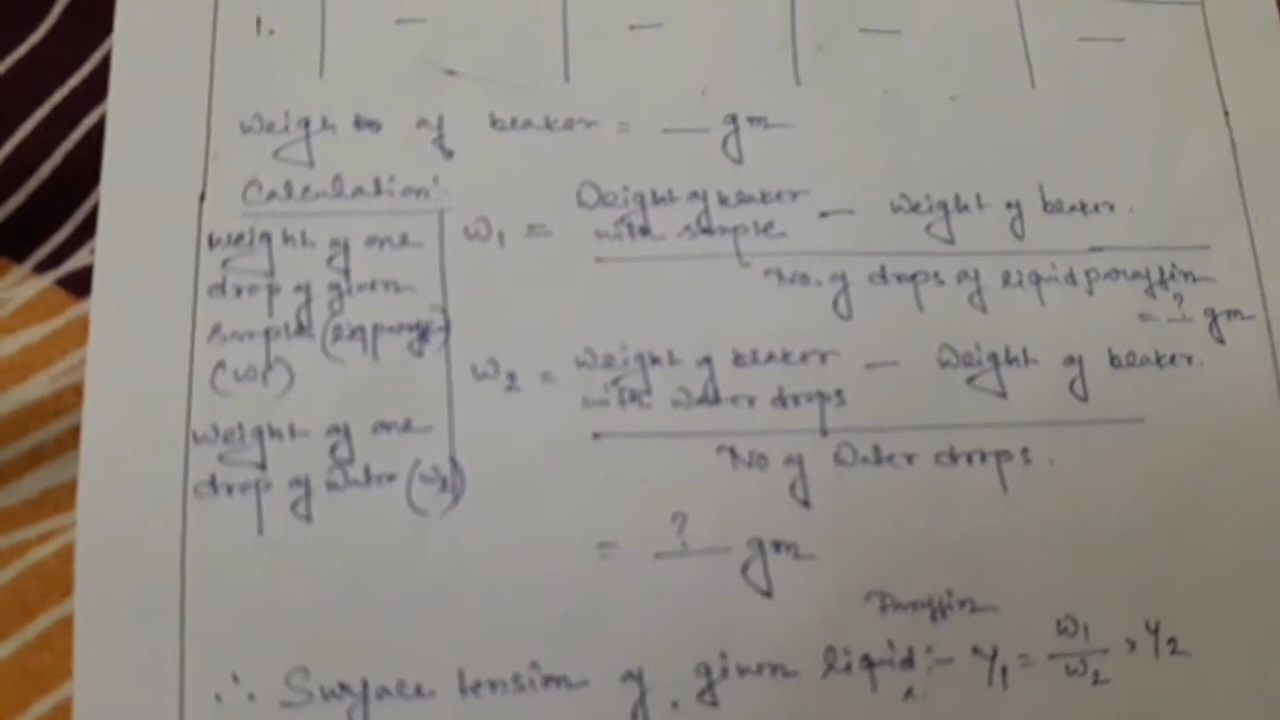 1. — — — —
Weight of beaker = — gm
Calculation:
Weight of one drop of given sample (liq paraffin) (W1)
W1 = Weight of beaker with sample — Weight of beaker.
No. of drops of liquid paraffin
= ? gm
Weight of one drop of water (W2)
W2 = Weight of beaker with water drops — Weight of beaker.
No of Water drops.
= ? gm
Paraffin
∴ Surface tension of given liquid :- γ1 = W1/W2 × γ2